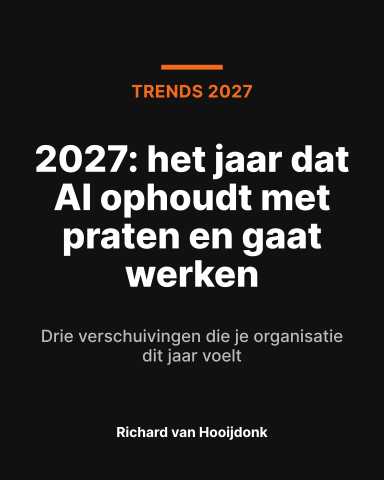 TRENDS 2027
2027: het jaar dat
AI ophoudt met
praten en gaat
werken
Drie verschuivingen die je organisatie
dit jaar voelt
Richard van Hooijdonk